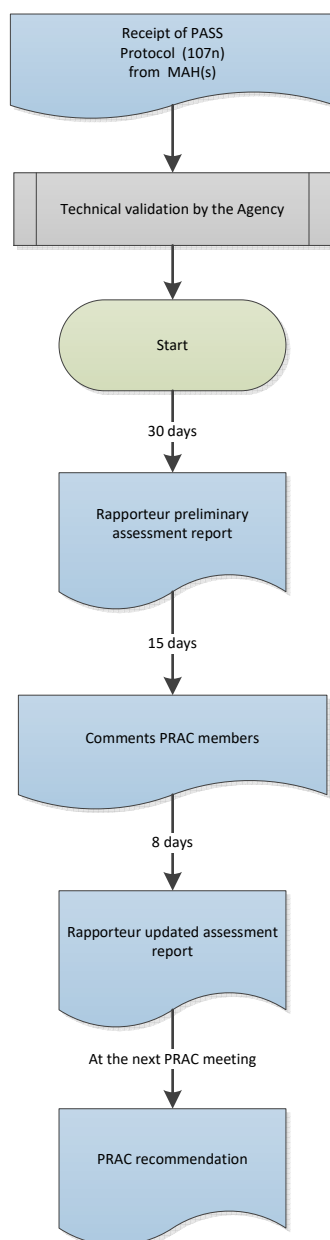 Receipt of PASS
Protocol (107n)
from MAH(s)
Technical validation by the Agency
Start
30 days
Rapporteur preliminary
assessment report
15 days
Comments PRAC members
8 days
Rapporteur updated assessment
report
At the next PRAC meeting
PRAC recommendation